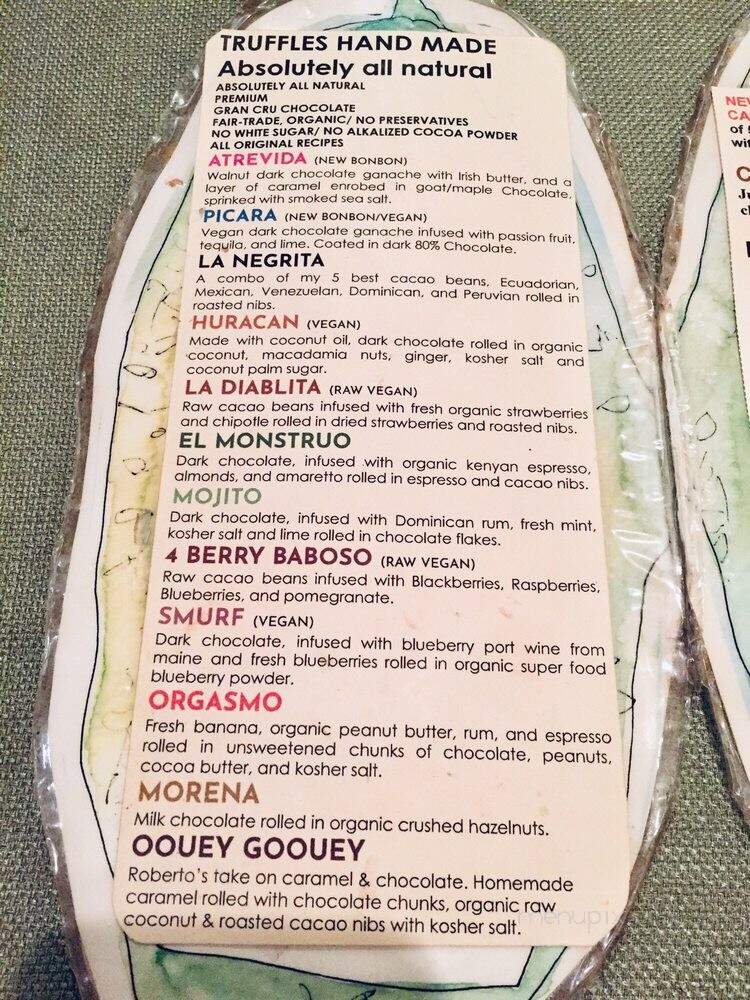 TRUFFLES HAND MADE
Absolutely all natural
ABSOLUTELY ALL NATURAL
PREMIUM
GRAN CRU CHOCOLATE
FAIR-TRADE, ORGANIC/ NO PRESERVATIVES
NO WHITE SUGAR/ NO ALKALIZED COCOA POWDER
ALL ORIGINAL RECIPES
ATREVIDA (NEW BONBON)
Walnut dark chocolate ganache with Irish butter, and a
layer of caramel enrobed in goat/maple Chocolate,
sprinked with smoked sea salt.
PICARA (NEW BONBON/VEGAN)
Vegan dark chocolate ganache infused with passion fruit,
tequila, and lime. Coated in dark 80% Chocolate.
LA NEGRITA
A combo of my 5 best cacao beans, Ecuadorian,
Mexican, Venezuelan, Dominican, and Peruvian rolled in
roasted nibs.
HURACAN (VEGAN)
Made with coconut oil, dark chocolate rolled in organic
coconut, macadamia nuts, ginger, kosher salt and
coconut palm sugar.
LA DIABLITA (RAW VEGAN)
Raw cacao beans infused with fresh organic strawberries
and chipotle rolled in dried strawberries and roasted nibs.
EL MONSTRUO
Dark chocolate, infused with organic kenyan espresso,
almonds, and amaretto rolled in espresso and cacao nibs.
MOJITO
Dark chocolate, infused with Dominican rum, fresh mint,
kosher salt and lime rolled in chocolate flakes.
4 BERRY BABOSO (RAW VEGAN)
Raw cacao beans infused with Blackberries, Raspberries,
Blueberries, and pomegranate.
SMURF (VEGAN)
Dark chocolate, infused with blueberry port wine from
maine and fresh blueberries rolled in organic super food
blueberry powder.
ORGASMO
Fresh banana, organic peanut butter, rum, and espresso
rolled in unsweetened chunks of chocolate, peanuts,
cocoa butter, and kosher salt.
MORENA
Milk chocolate rolled in organic crushed hazelnuts.
OOUEY GOOUEY
Roberto's take on caramel & chocolate. Homemade
caramel rolled with chocolate chunks, organic raw
coconut & roasted cacao nibs with kosher salt.